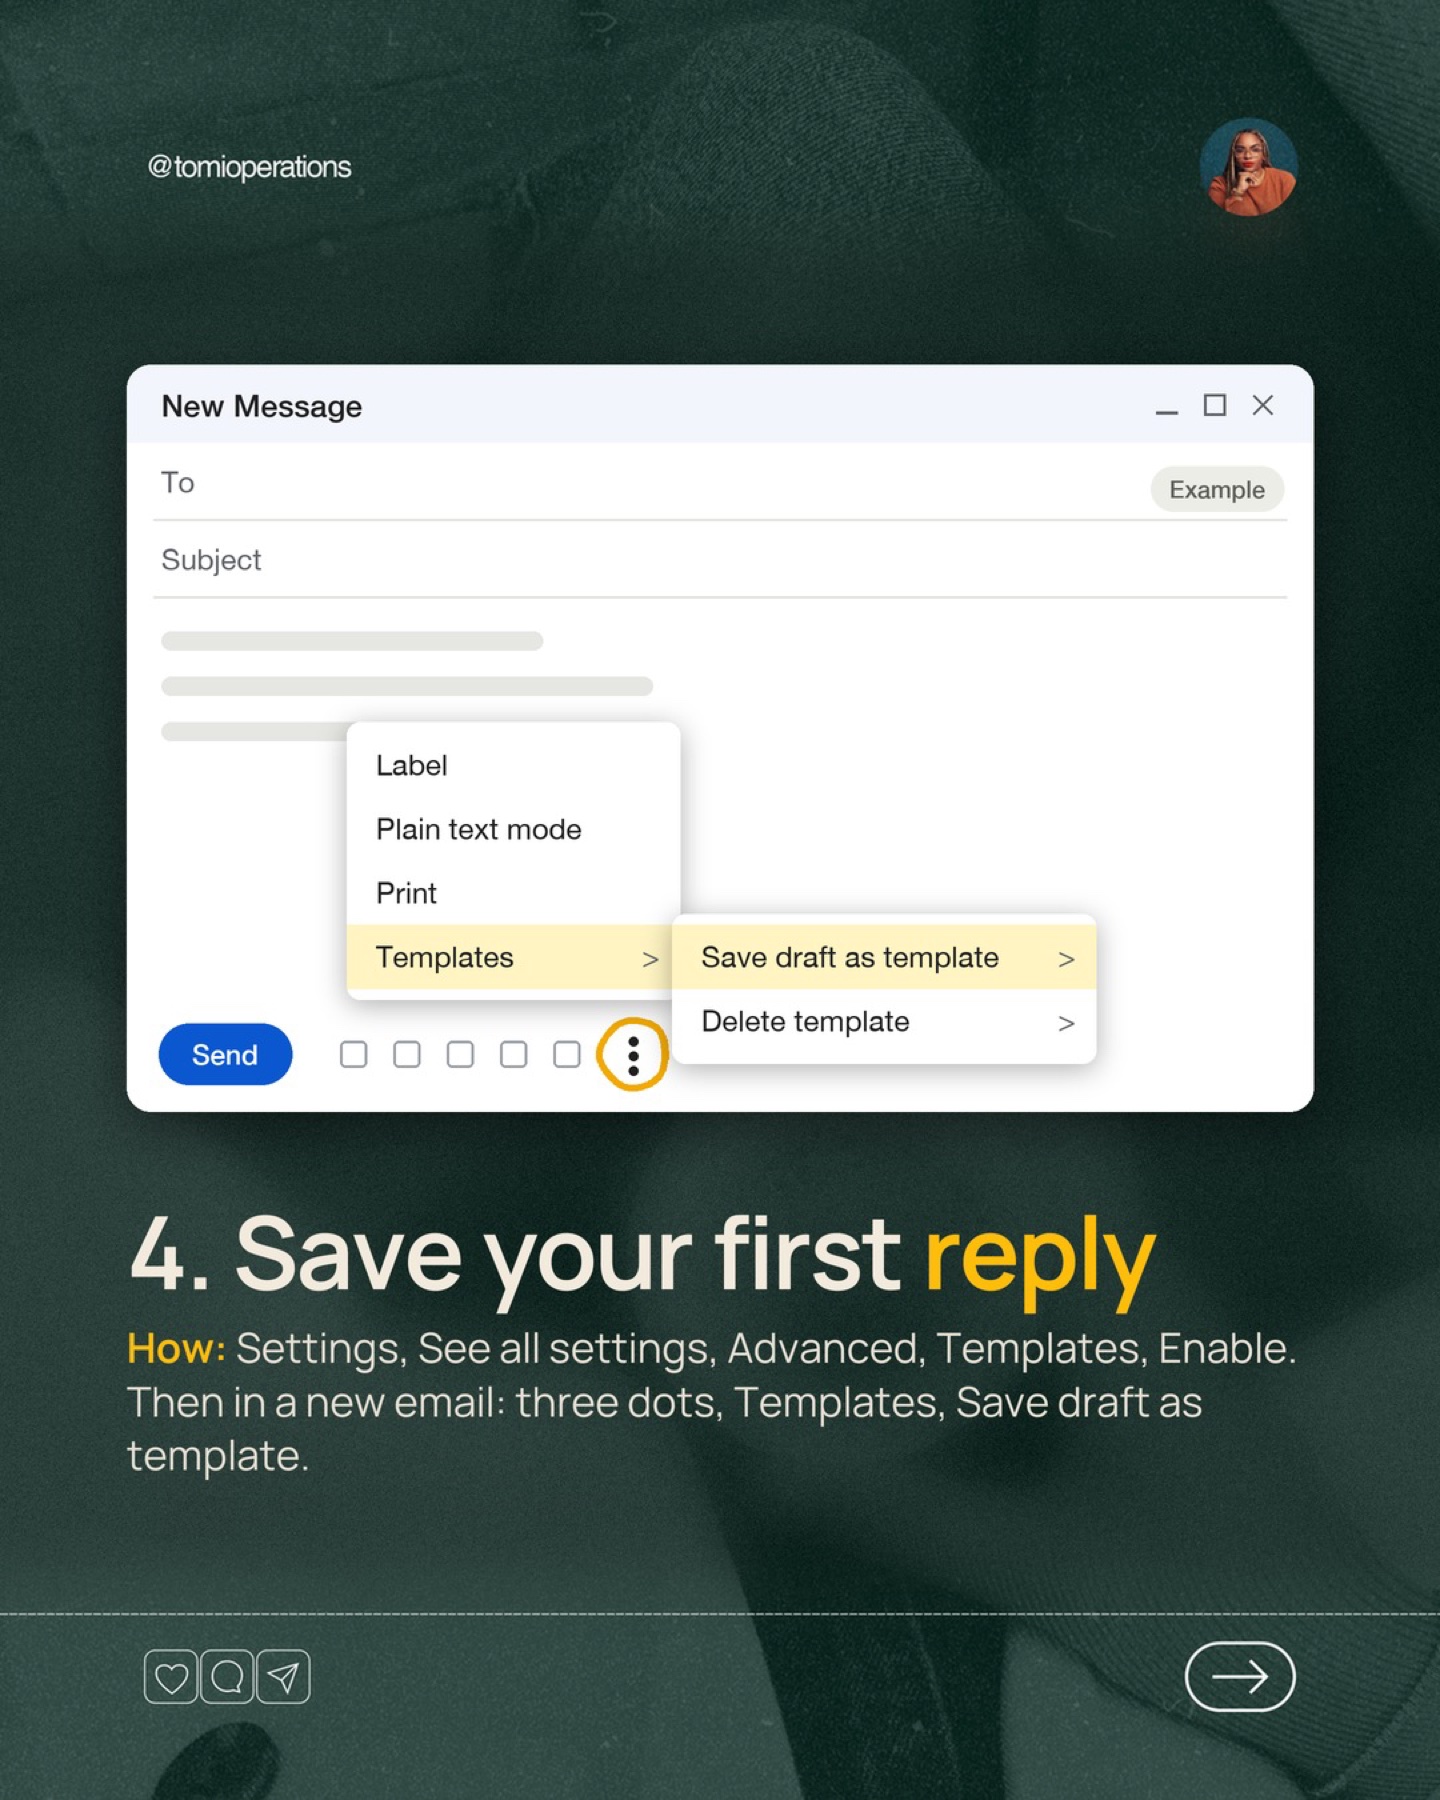 @tomioperations
New Message
To
Example
Subject
Label
Plain text mode
Print
Templates >
Save draft as template >
Delete template >
Send
4. Save your first reply
How: Settings, See all settings, Advanced, Templates, Enable.
Then in a new email: three dots, Templates, Save draft as
template.